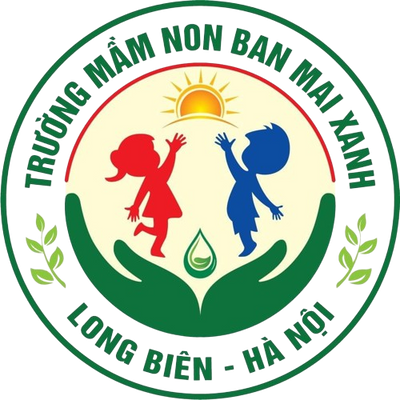 TRƯỜNG MẦM NON BAN MAI XANH
LONG BIÊN - HÀ NỘI